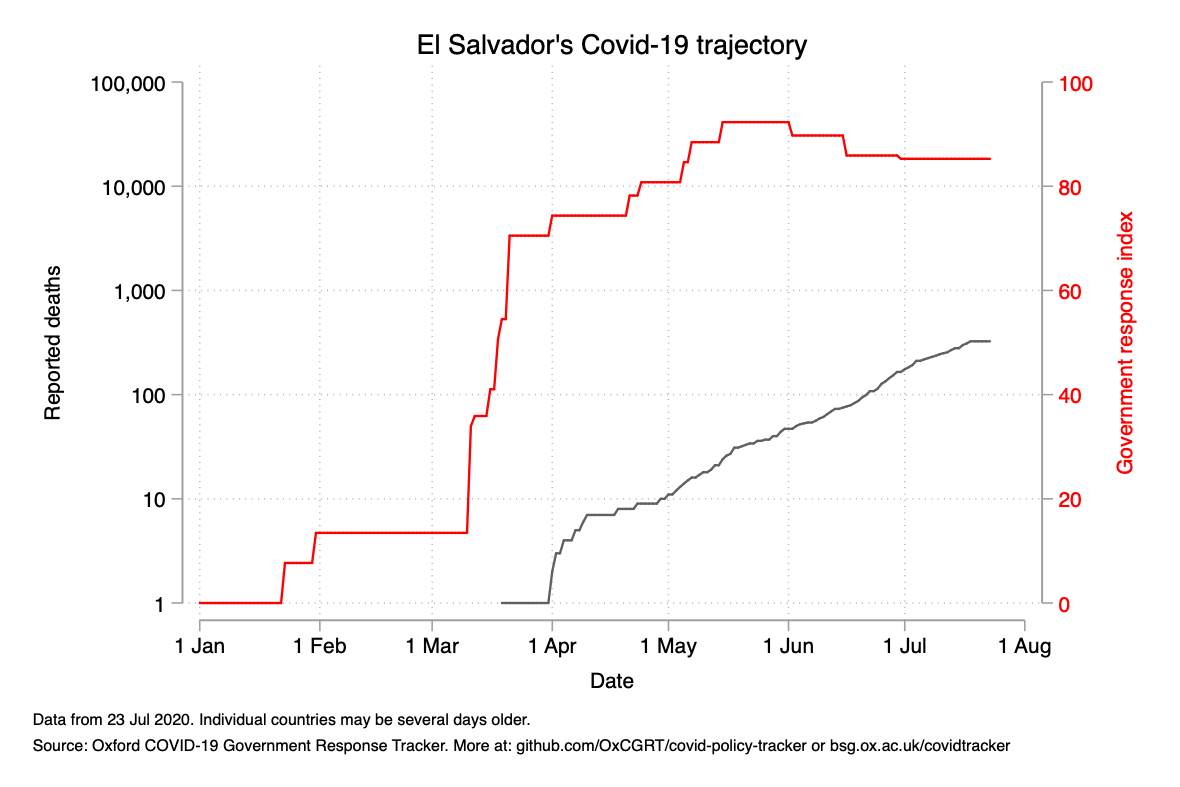 El Salvador's Covid-19 trajectory
100,000
10,000
1,000
100
10
1
Reported deaths
100
80
60
40
20
0
Government response index
1 Jan 1 Feb 1 Mar 1 Apr 1 May 1 Jun 1 Jul 1 Aug
Date
Data from 23 Jul 2020. Individual countries may be several days older.
Source: Oxford COVID-19 Government Response Tracker. More at: github.com/OxCGRT/covid-policy-tracker or bsg.ox.ac.uk/covidtracker